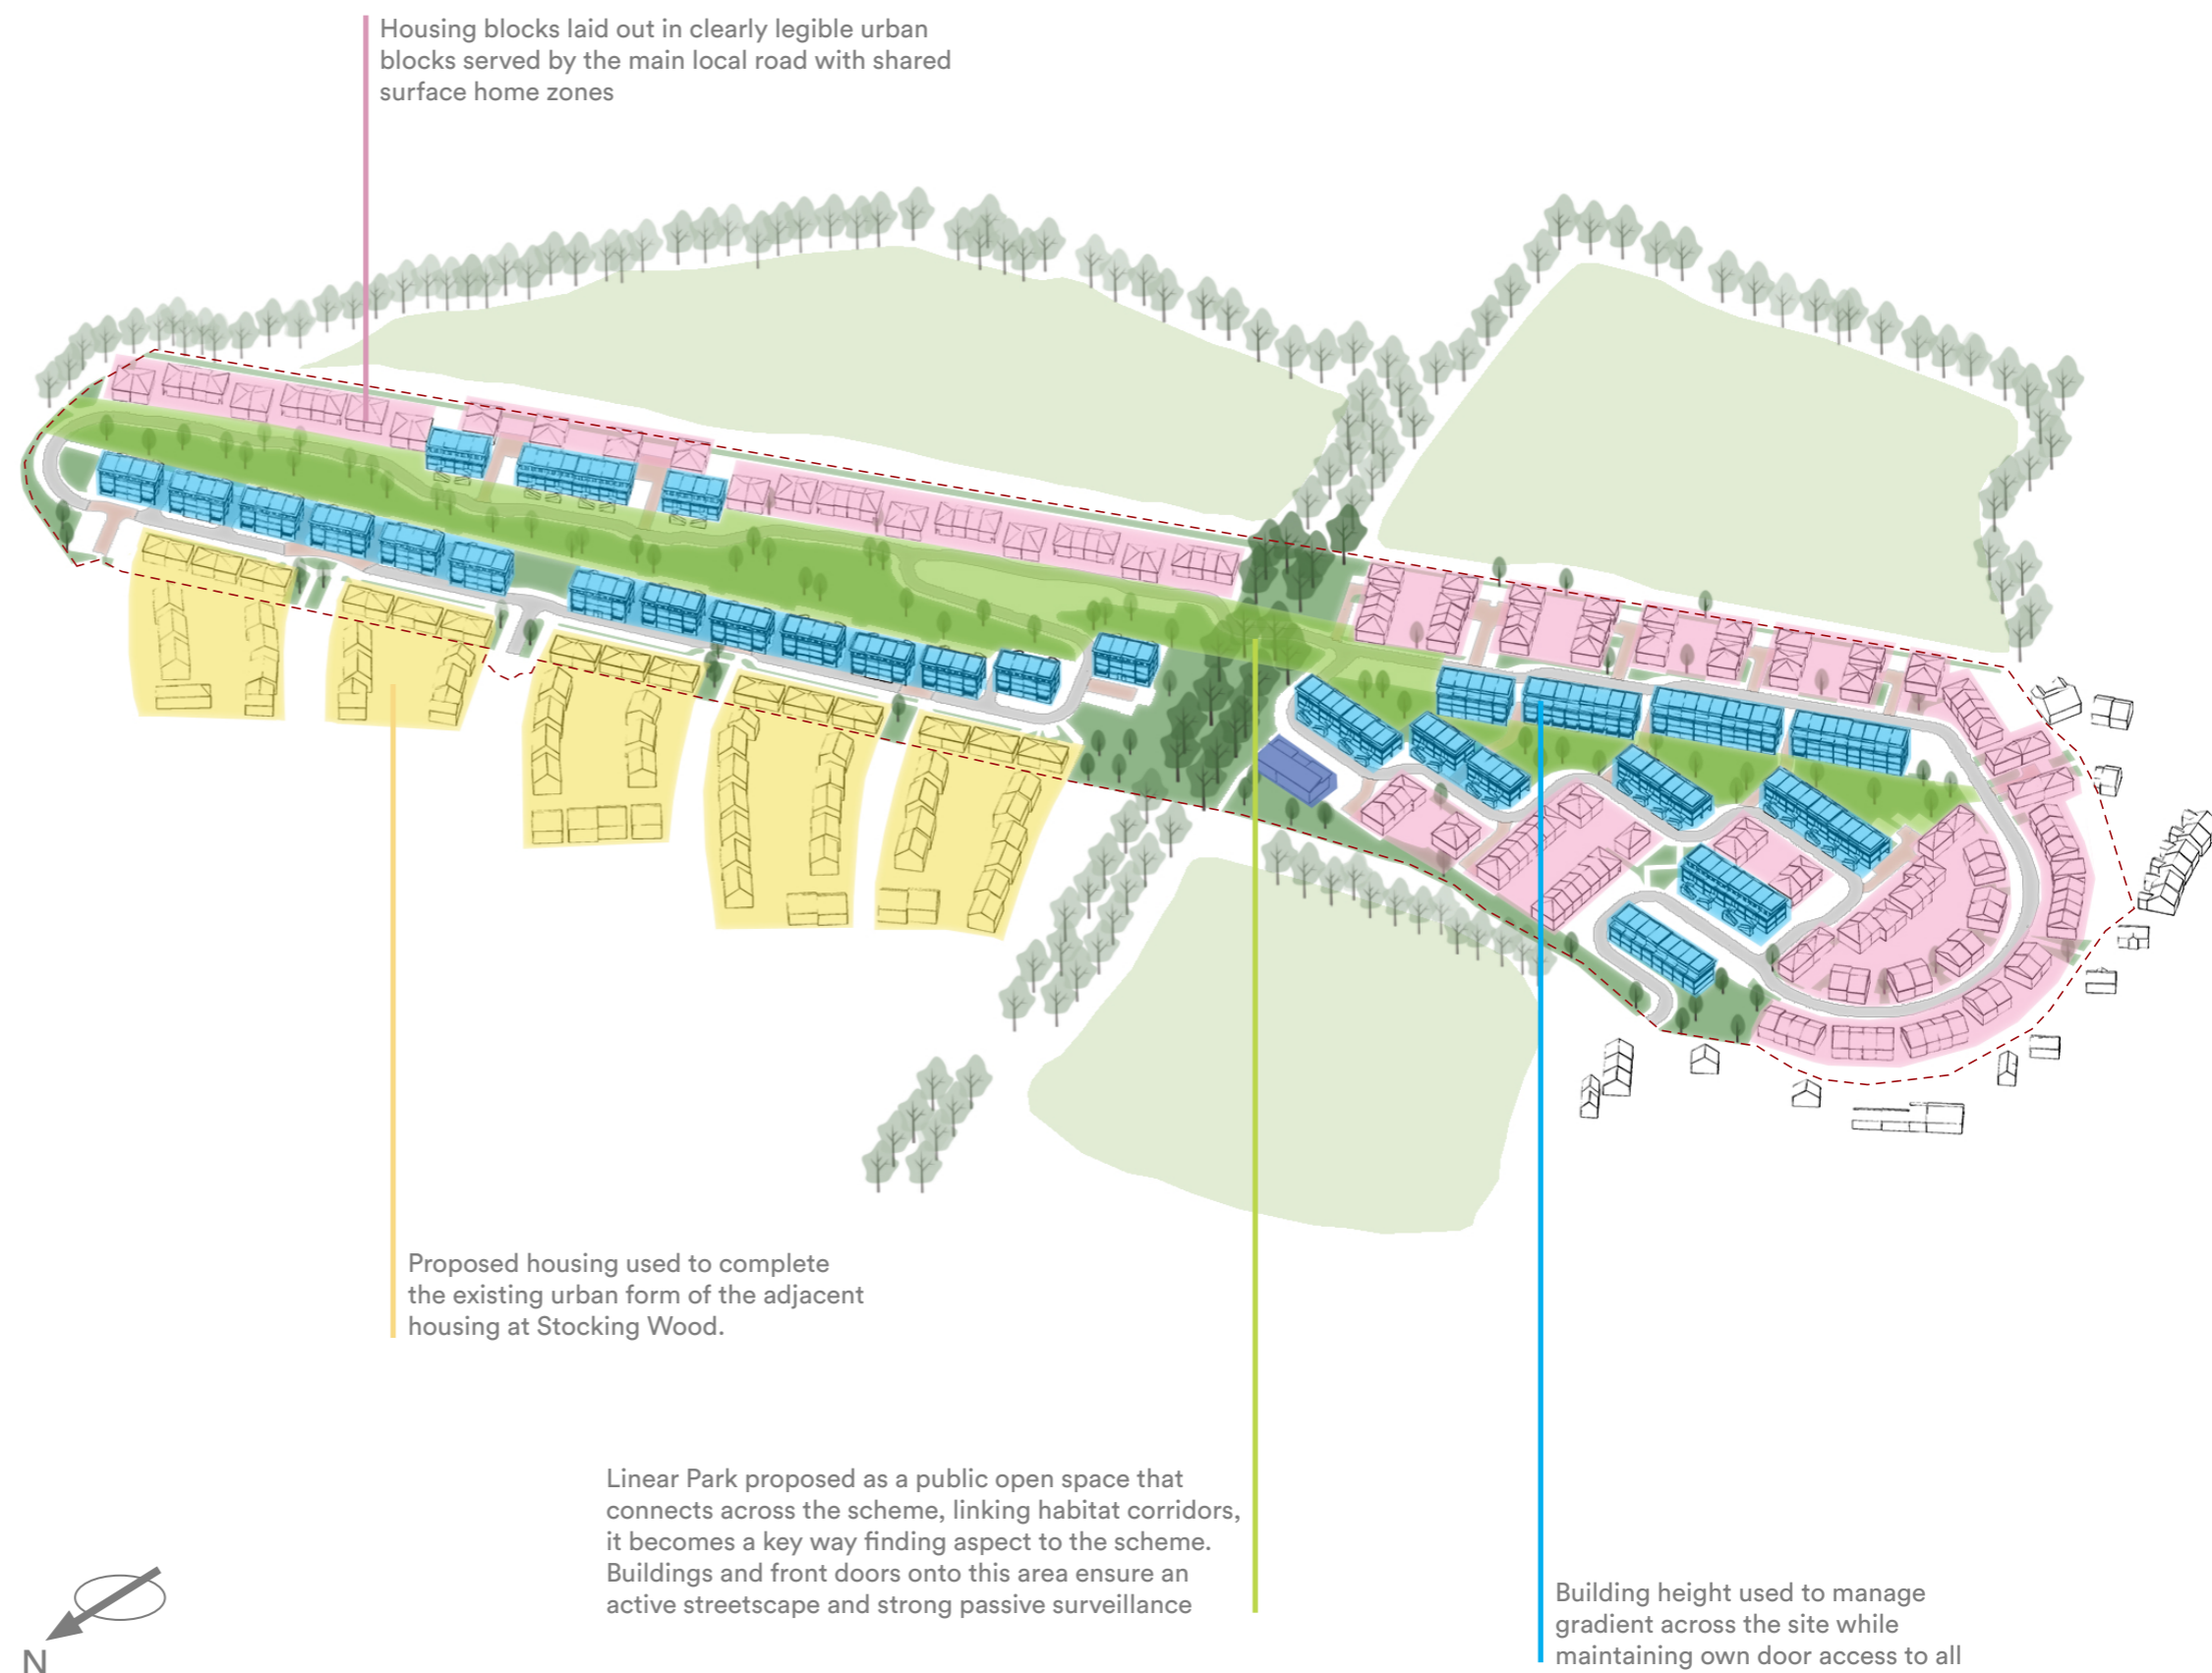 Housing blocks laid out in clearly legible urban
blocks served by the main local road with shared
surface home zones
Proposed housing used to complete
the existing urban form of the adjacent
housing at Stocking Wood.
Linear Park proposed as a public open space that
connects across the scheme, linking habitat corridors,
it becomes a key way finding aspect to the scheme.
Buildings and front doors onto this area ensure an
active streetscape and strong passive surveillance
Building height used to manage
gradient across the site while
maintaining own door access to all
N